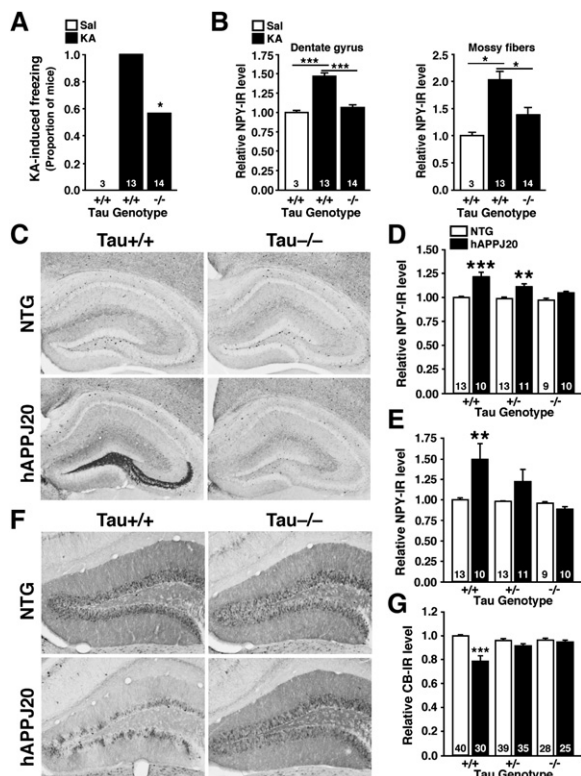 A
Sal
KA
KA-induced freezing
(Proportion of mice)
1.0
0.8
0.6
0.4
0.2
0.0
*
3
13
14
+/+
+/+
-/-
Tau Genotype
B
Sal
KA
Dentate gyrus
Relative NPY-IR level
1.75
1.50
1.25
1.00
0.75
0.50
0.25
0.00
***
***
3
13
14
+/+
+/+
-/-
Tau Genotype
Mossy fibers
Relative NPY-IR level
2.5
2.0
1.5
1.0
0.5
0.0
*
*
3
13
14
+/+
+/+
-/-
Tau Genotype
C
Tau+/+
Tau–/–
NTG
hAPPJ20
D
NTG
hAPPJ20
Relative NPY-IR level
1.50
1.25
1.00
0.75
0.50
0.25
0.00
***
**
13
10
13
11
9
10
+/+
+/-
-/-
Tau Genotype
E
Relative NPY-IR level
1.75
1.50
1.25
1.00
0.75
0.50
0.25
0.00
**
13
10
13
11
9
10
+/+
+/-
-/-
Tau Genotype
F
Tau+/+
Tau–/–
NTG
hAPPJ20
G
Relative CB-IR level
1.0
0.8
0.6
0.4
0.2
0.0
***
40
30
39
35
28
25
+/+
+/-
-/-
Tau Genotype